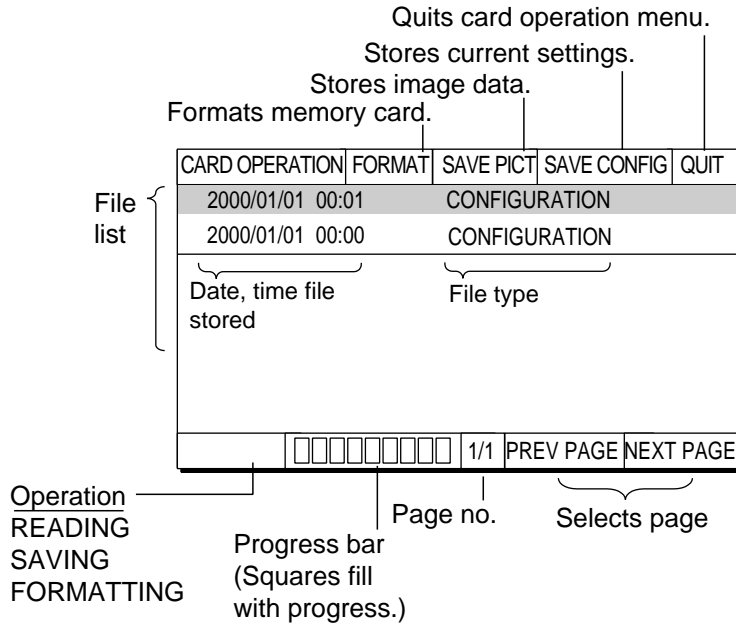 Quits card operation menu.
Stores current settings.
Stores image data.
Formats memory card.
CARD OPERATION FORMAT SAVE PICT SAVE CONFIG QUIT
File
list
2000/01/01 00:01 CONFIGURATION
2000/01/01 00:00 CONFIGURATION
Date, time file
stored
File type
1/1 PREV PAGE NEXT PAGE
Operation
READING
SAVING
FORMATTING
Progress bar
(Squares fill
with progress.)
Page no.
Selects page